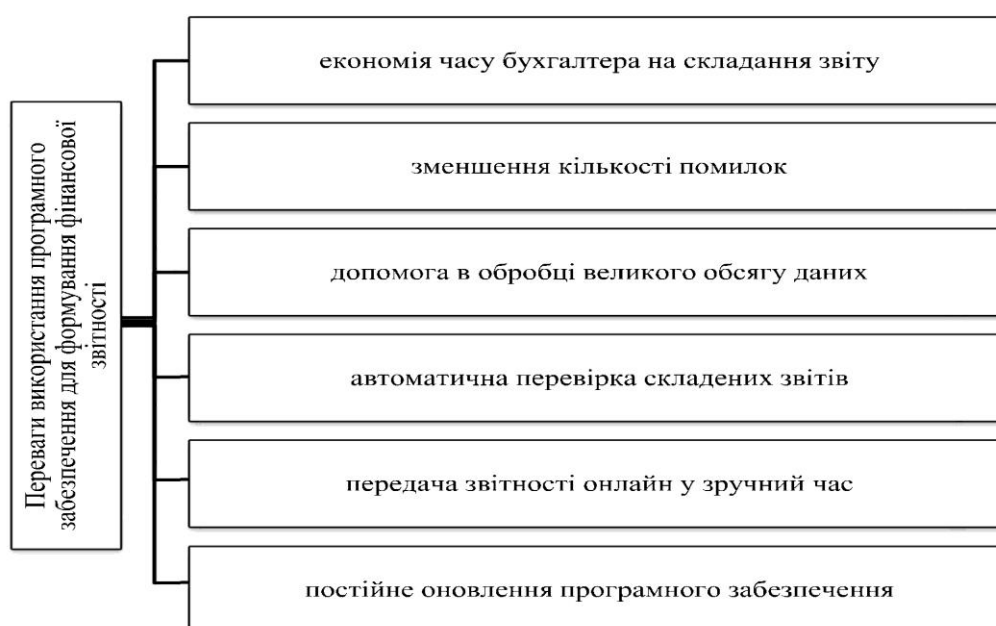 Переваги використання програмного
забезпечення для формування фінансової
звітності
економія часу бухгалтера на складання звіту
зменшення кількості помилок
допомога в обробці великого обсягу даних
автоматична перевірка складених звітів
передача звітності онлайн у зручний час
постійне оновлення програмного забезпечення